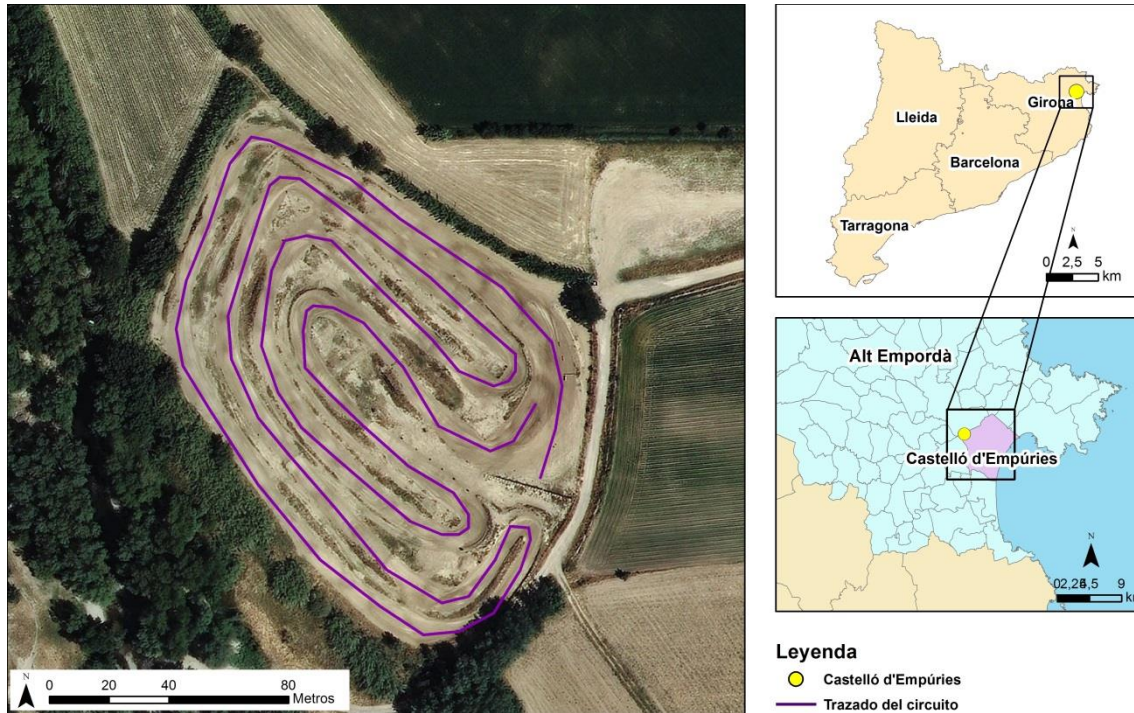 N
0 20 40 80
Metros
Lleida
Girona
Barcelona
Tarragona
N
0 2,5 5
km
Alt Empordà
Castelló d'Empúries
N
9
Leyenda
Castelló d'Empúries
Trazado del circuito